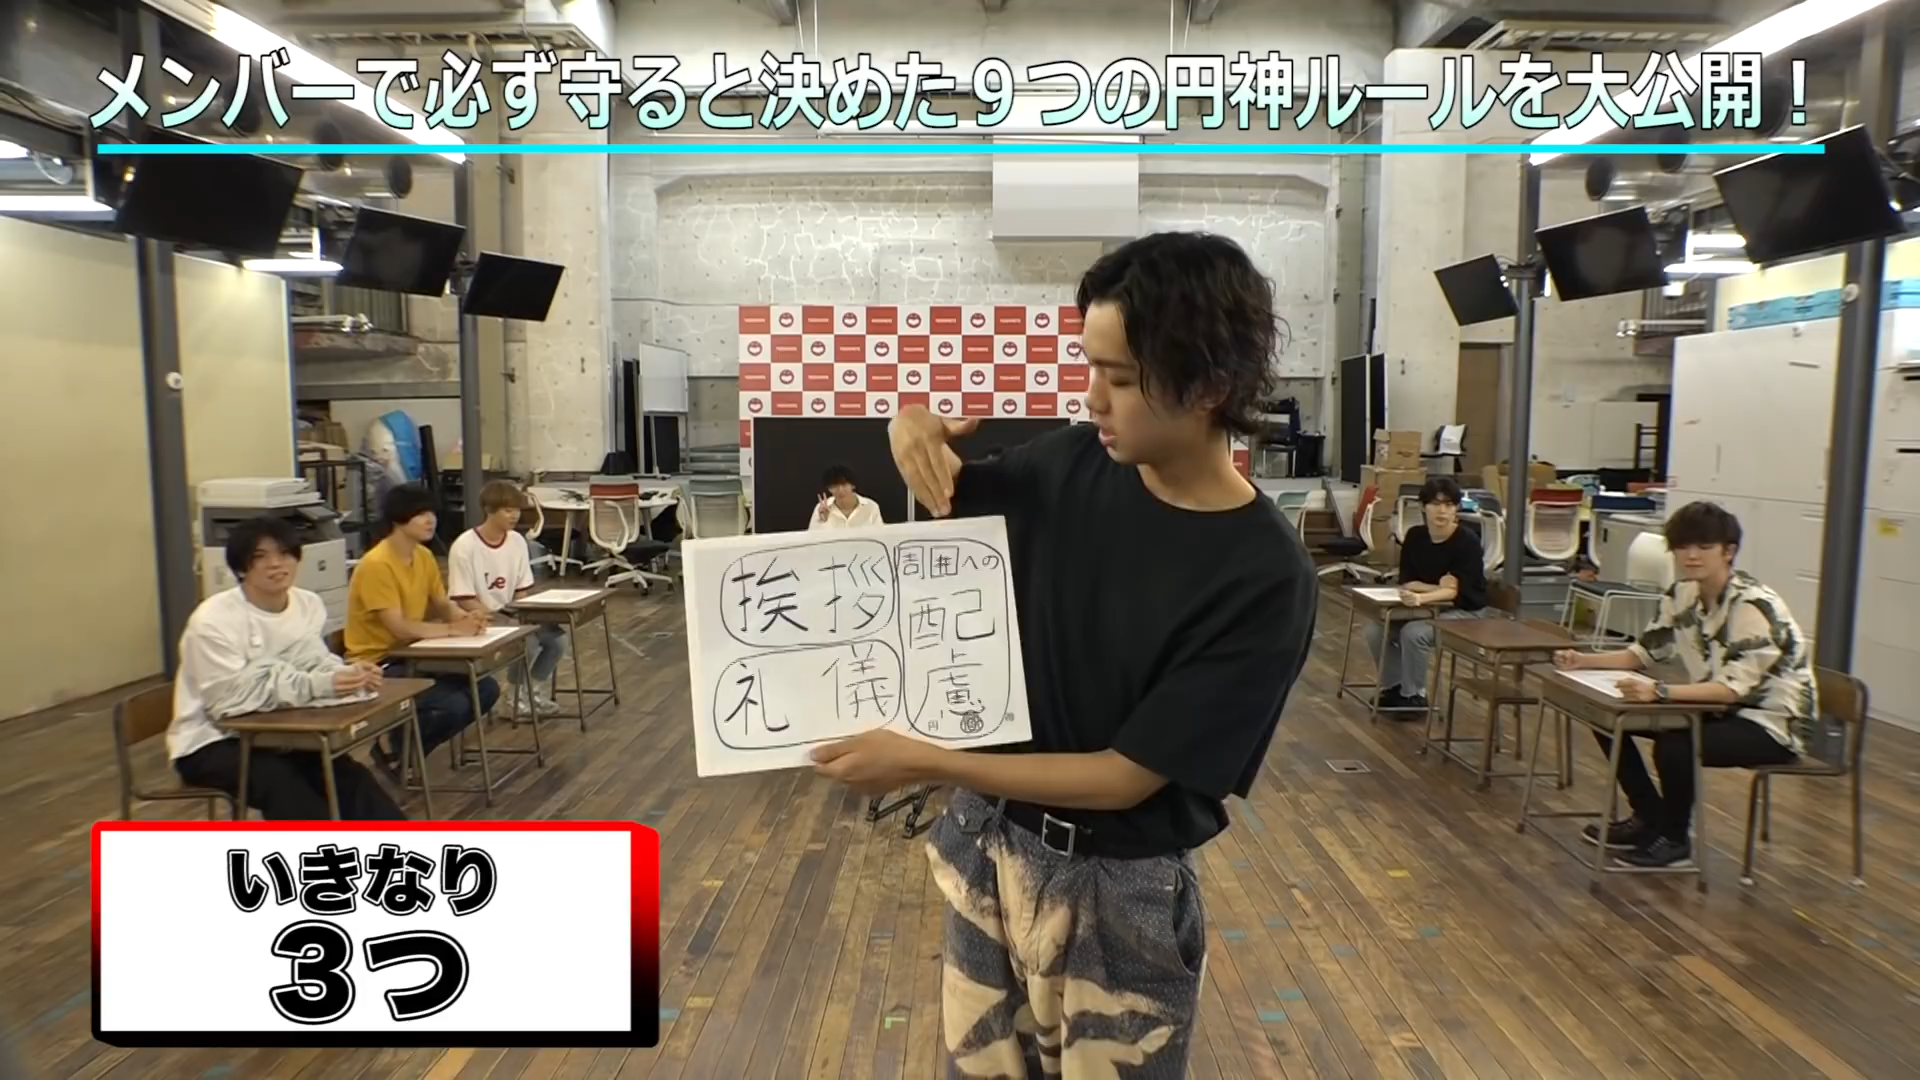 メンバーで必ず守ると決めた９つの円神ルールを大公開！
挨拶
礼儀
周囲への
配慮
Lee
いきなり
3つ